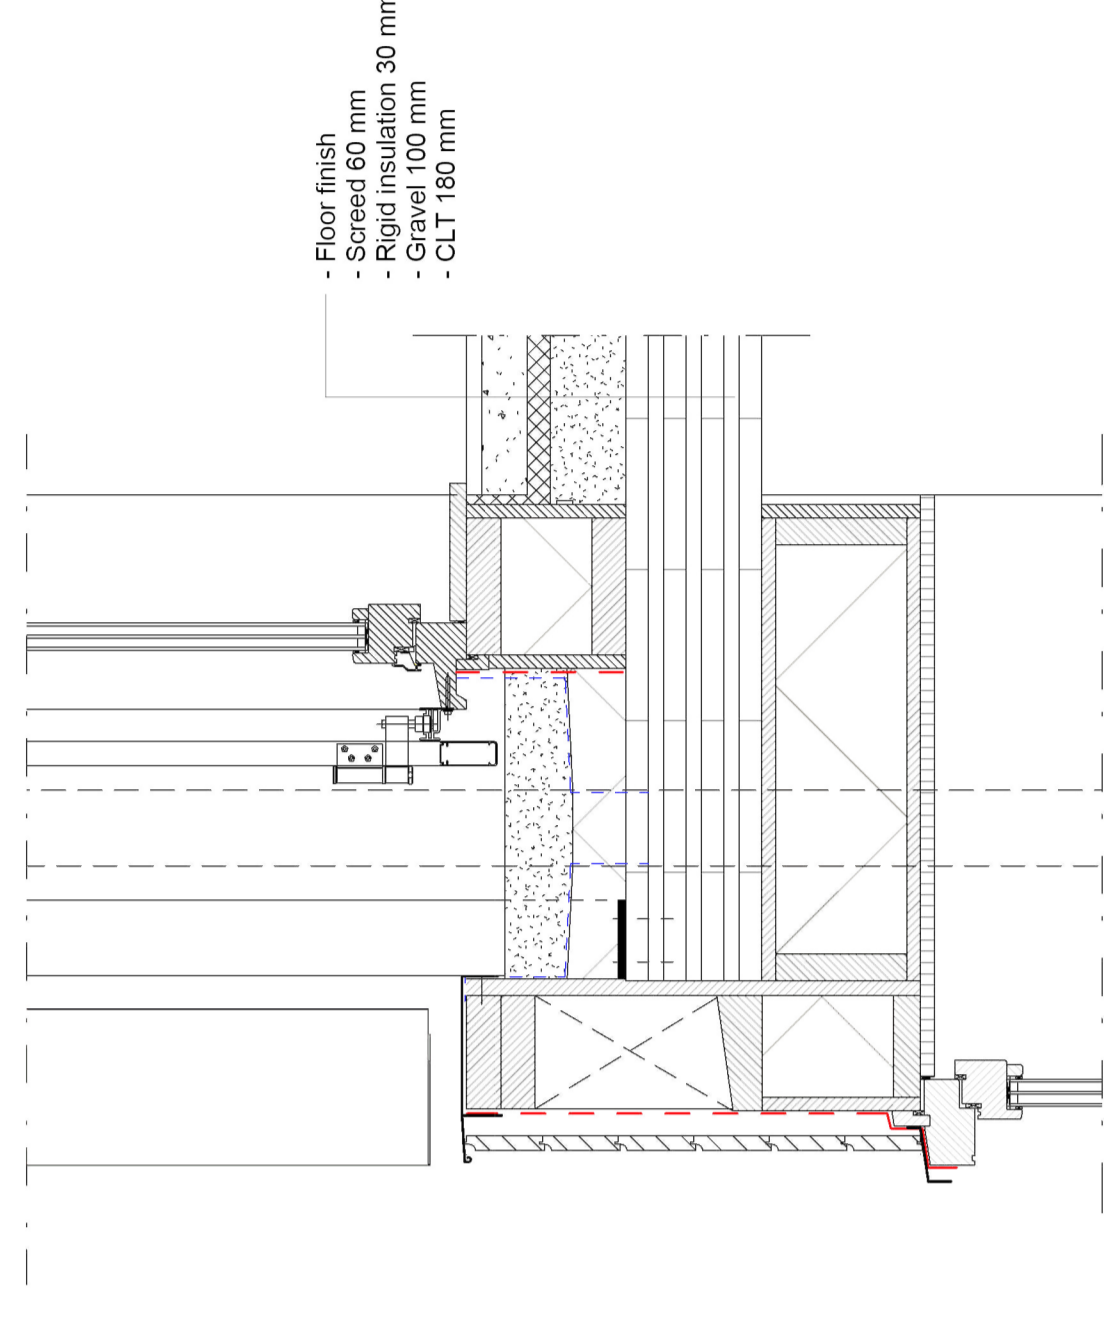 - Floor finish
- Screed 60 mm
- Rigid insulation 30 mm
- Gravel 100 mm
- CLT 180 mm